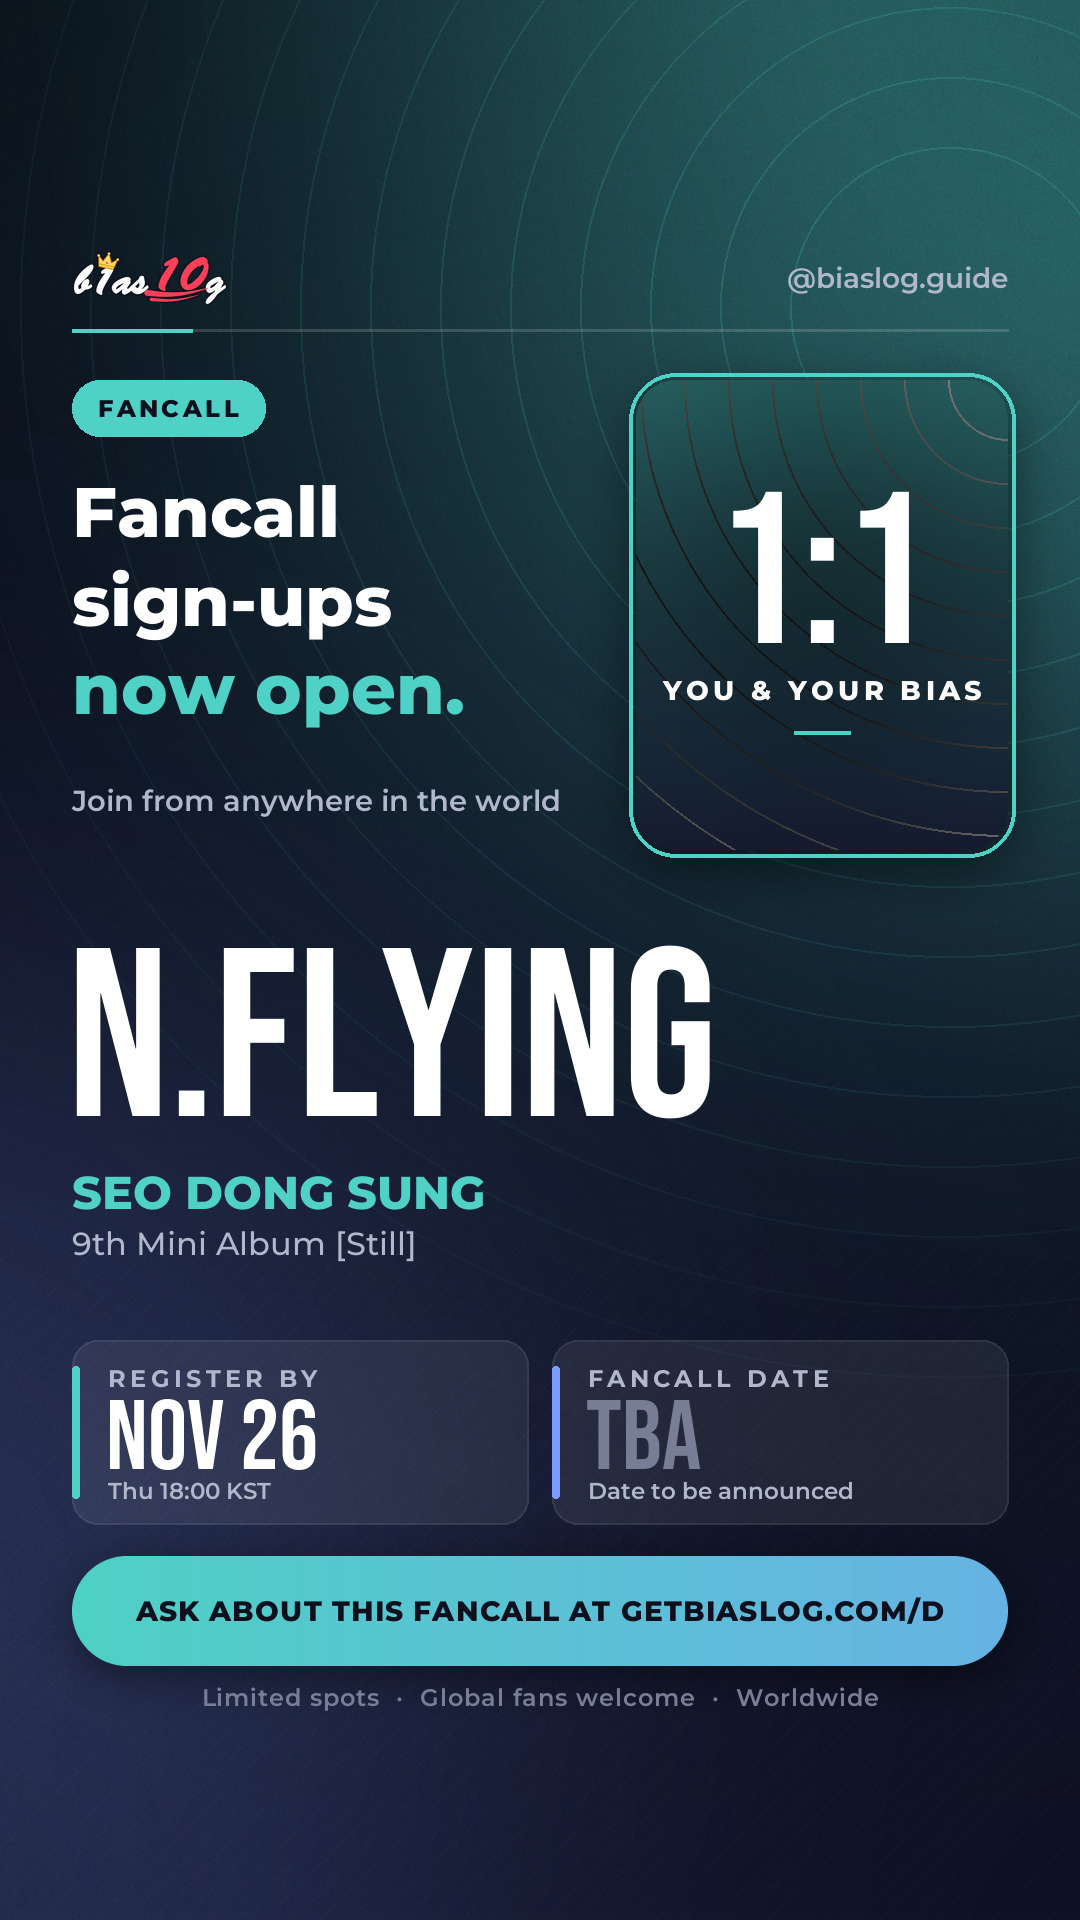 b1as10g
@biaslog.guide
FANCALL
Fancall
sign-ups
now open.
Join from anywhere in the world
1:1
YOU & YOUR BIAS
N.FLYING
SEO DONG SUNG
9th Mini Album [Still]
REGISTER BY
NOV 26
Thu 18:00 KST
FANCALL DATE
TBA
Date to be announced
ASK ABOUT THIS FANCALL AT GETBIASLOG.COM/D
Limited spots · Global fans welcome · Worldwide